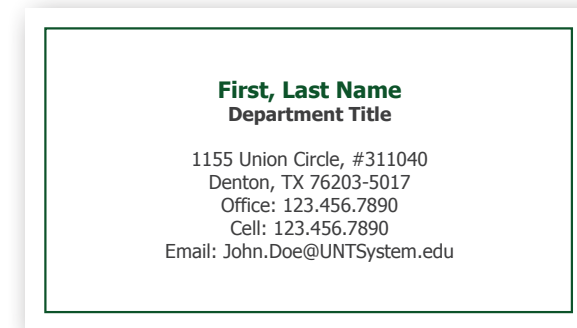 First, Last Name
Department Title
1155 Union Circle, #311040
Denton, TX 76203-5017
Office: 123.456.7890
Cell: 123.456.7890
Email: John.Doe@UNTSystem.edu